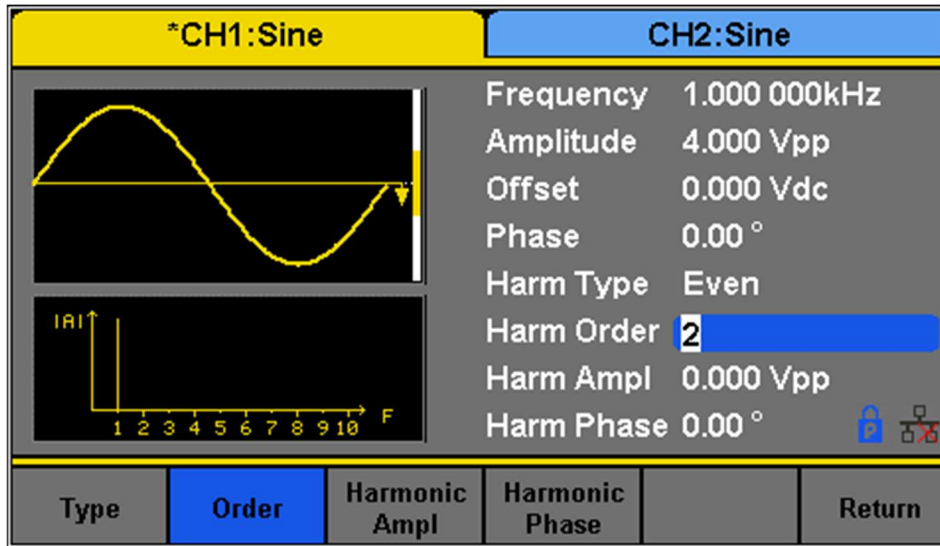 *CH1:Sine
CH2:Sine
Frequency 1.000 000kHz
Amplitude 4.000 Vpp
Offset 0.000 Vdc
Phase 0.00 °
Harm Type Even
Harm Order 2
Harm Ampl 0.000 Vpp
Harm Phase 0.00 °
|A|
1 2 3 4 5 6 7 8 9 10 F
P
Type
Order
Harmonic
Ampl
Harmonic
Phase
Return